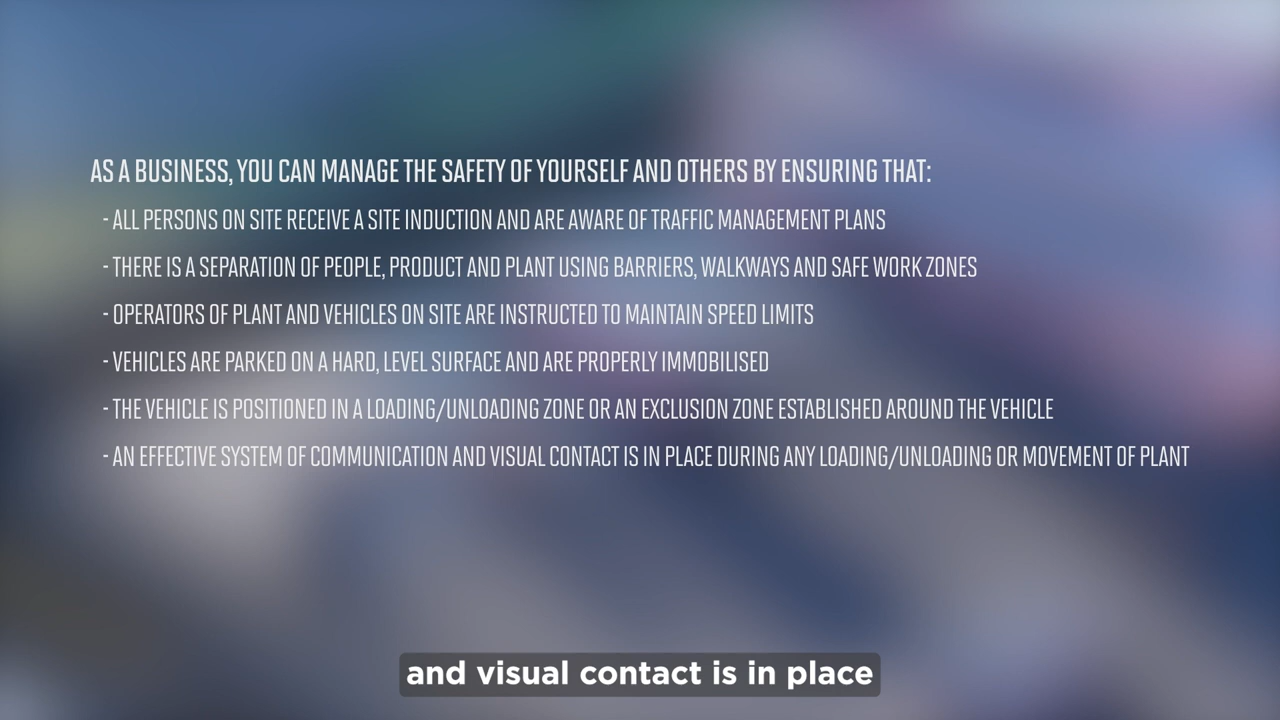 AS A BUSINESS, YOU CAN MANAGE THE SAFETY OF YOURSELF AND OTHERS BY ENSURING THAT:
- ALL PERSONS ON SITE RECEIVE A SITE INDUCTION AND ARE AWARE OF TRAFFIC MANAGEMENT PLANS
- THERE IS A SEPARATION OF PEOPLE, PRODUCT AND PLANT USING BARRIERS, WALKWAYS AND SAFE WORK ZONES
- OPERATORS OF PLANT AND VEHICLES ON SITE ARE INSTRUCTED TO MAINTAIN SPEED LIMITS
- VEHICLES ARE PARKED ON A HARD, LEVEL SURFACE AND ARE PROPERLY IMMOBILISED
- THE VEHICLE IS POSITIONED IN A LOADING/UNLOADING ZONE OR AN EXCLUSION ZONE ESTABLISHED AROUND THE VEHICLE
- AN EFFECTIVE SYSTEM OF COMMUNICATION AND VISUAL CONTACT IS IN PLACE DURING ANY LOADING/UNLOADING OR MOVEMENT OF PLANT
and visual contact is in place